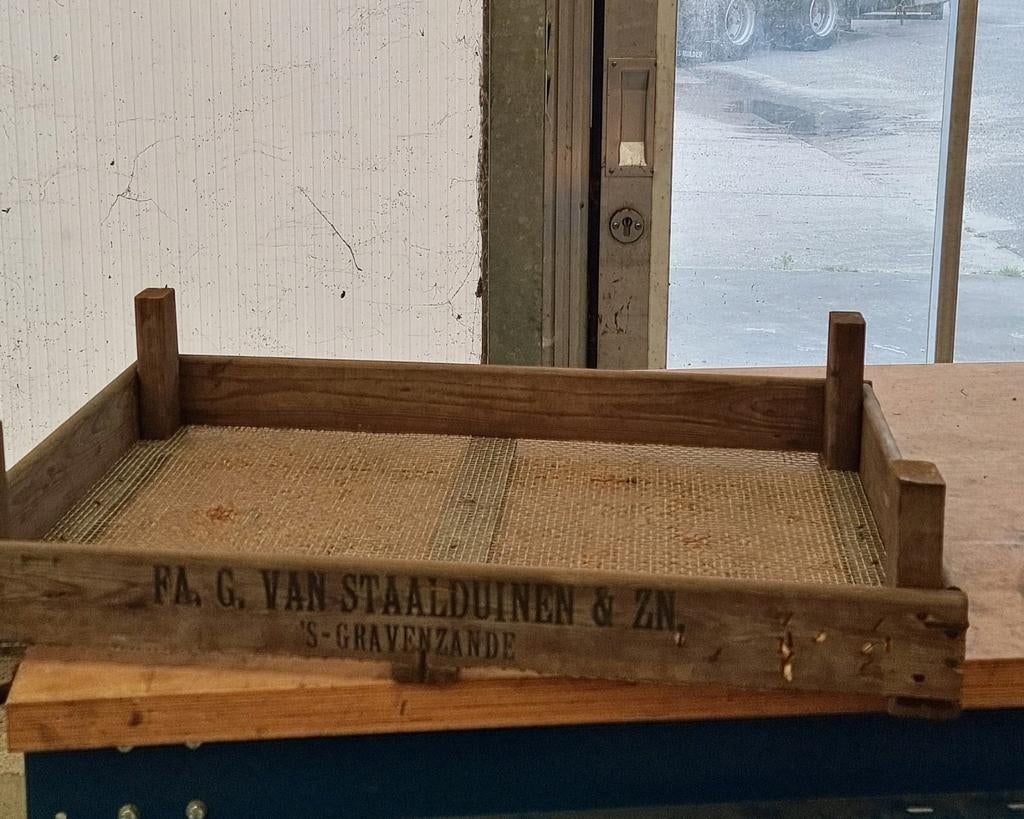 FA. G. VAN STAALDUINEN & ZN.
'S-GRAVENZANDE